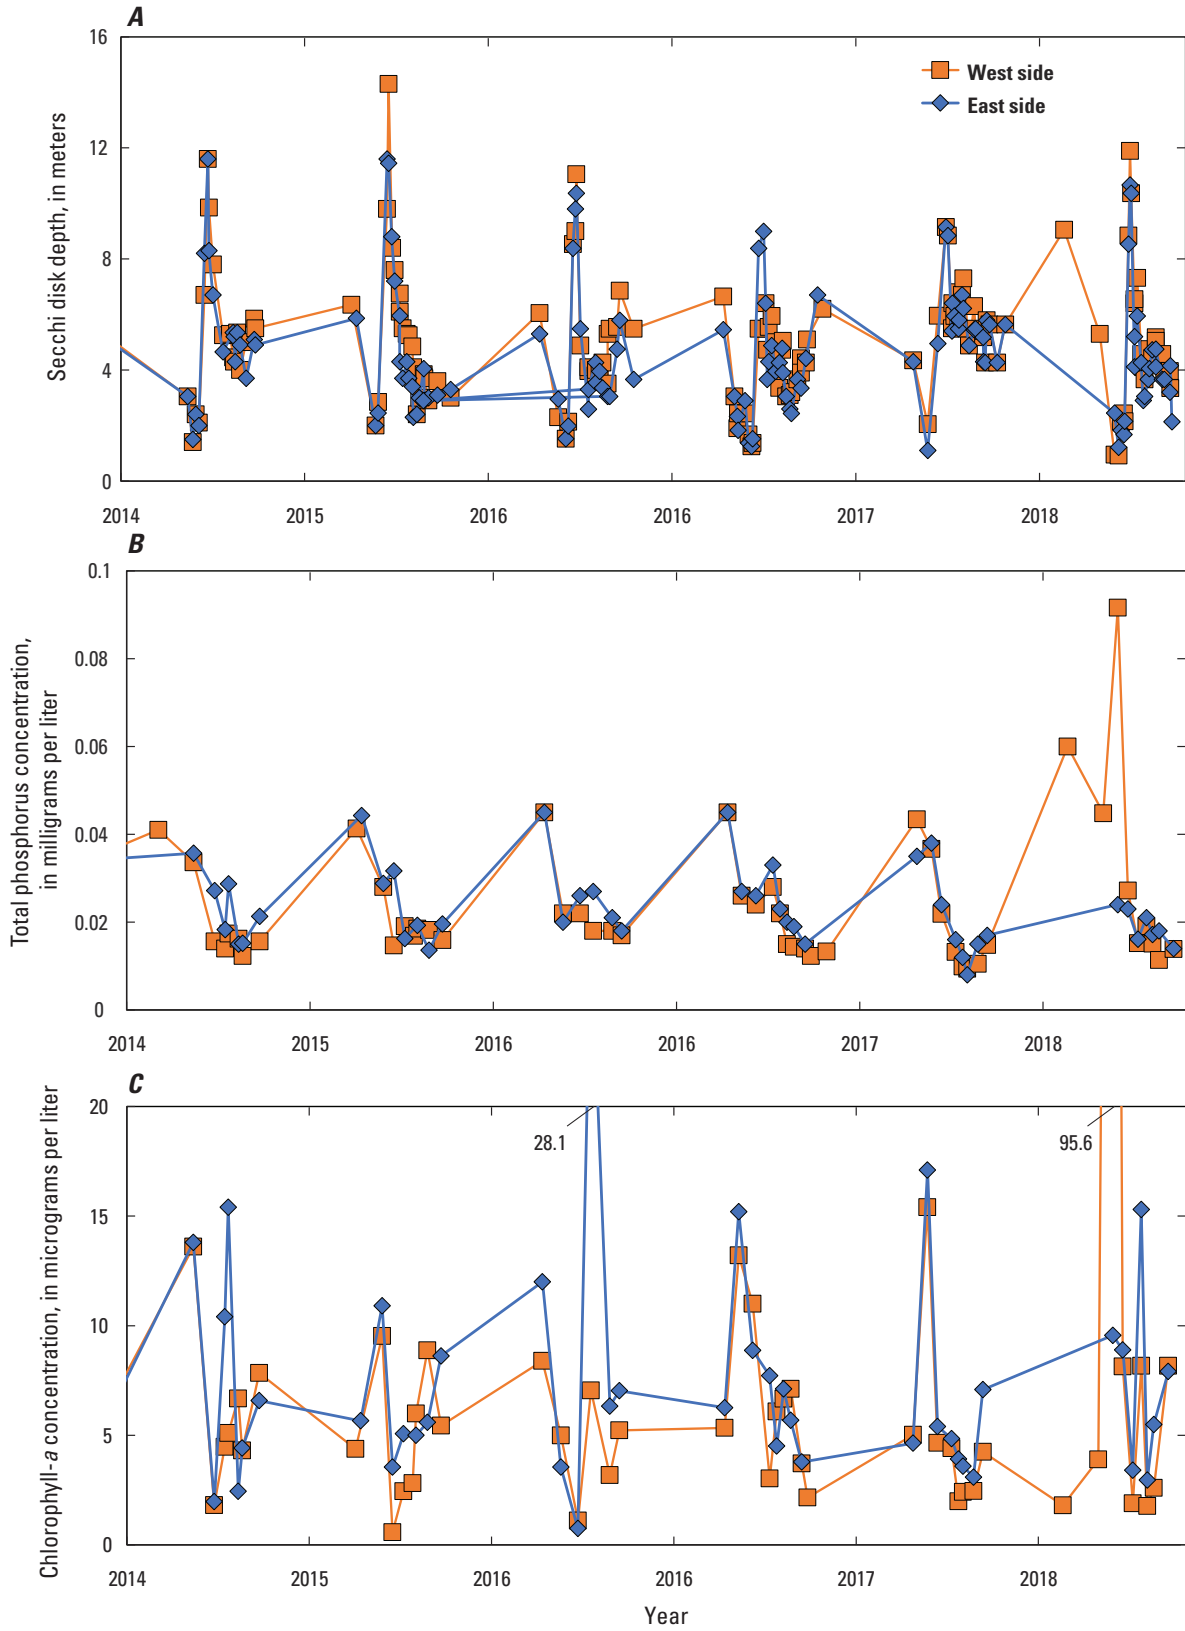 A
16
12
8
4
0
Secchi disk depth, in meters
West side
East side
2014 2015 2016 2016 2017 2018
B
0.1
0.08
0.06
0.04
0.02
0
Total phosphorus concentration,
in milligrams per liter
2014 2015 2016 2016 2017 2018
C
20
15
10
5
0
Chlorophyll-a concentration, in micrograms per liter
28.1
95.6
2014 2015 2016 2016 2017 2018
Year